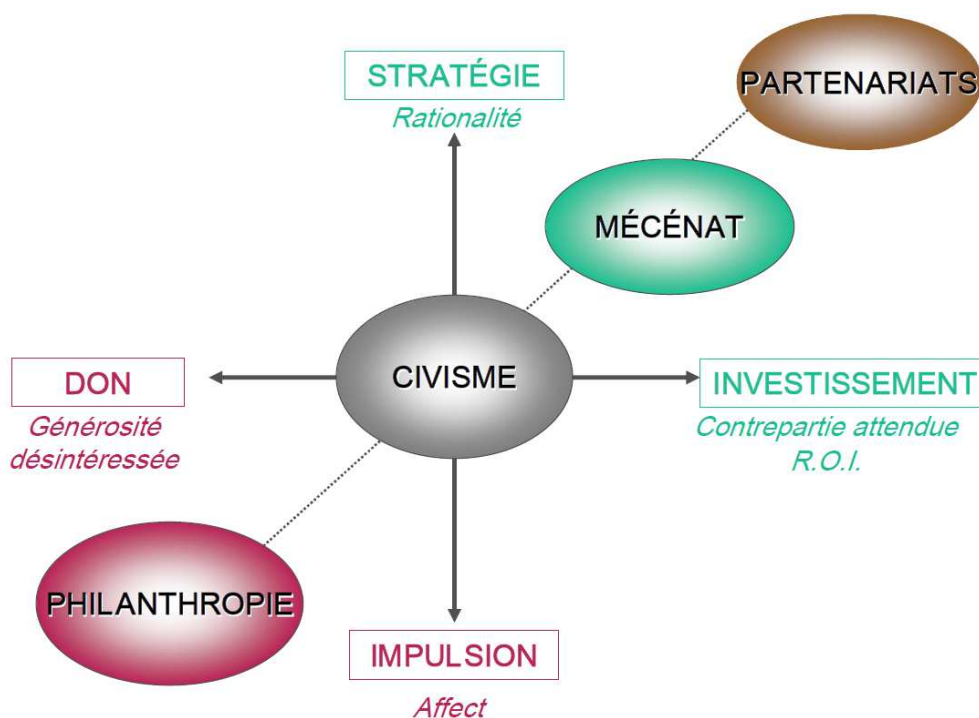 STRATÉGIE
Rationalité
PARTENARIATS
MÉCÉNAT
CIVISME
DON
Générosité
désintéressée
INVESTISSEMENT
Contrepartie attendue
R.O.I.
PHILANTHROPIE
IMPULSION
Affect